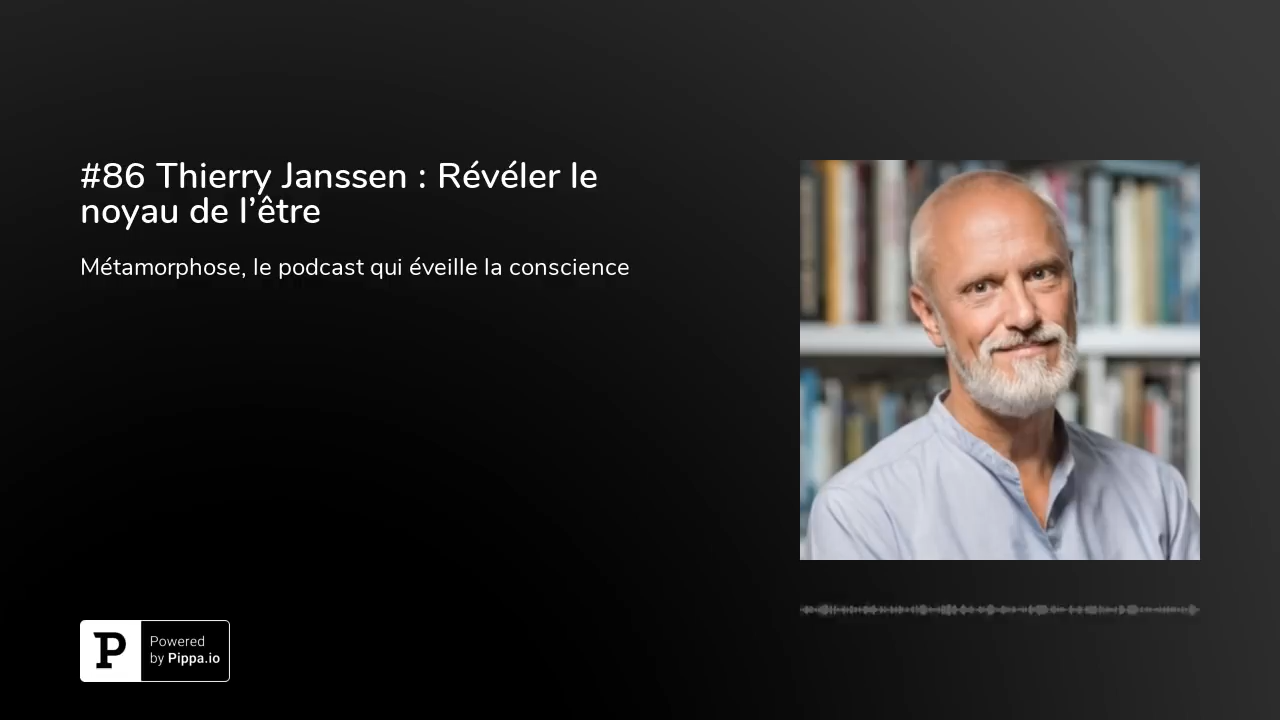 #86 Thierry Janssen : Révéler le
noyau de l’être
Métamorphose, le podcast qui éveille la conscience
P
Powered
by Pippa.io